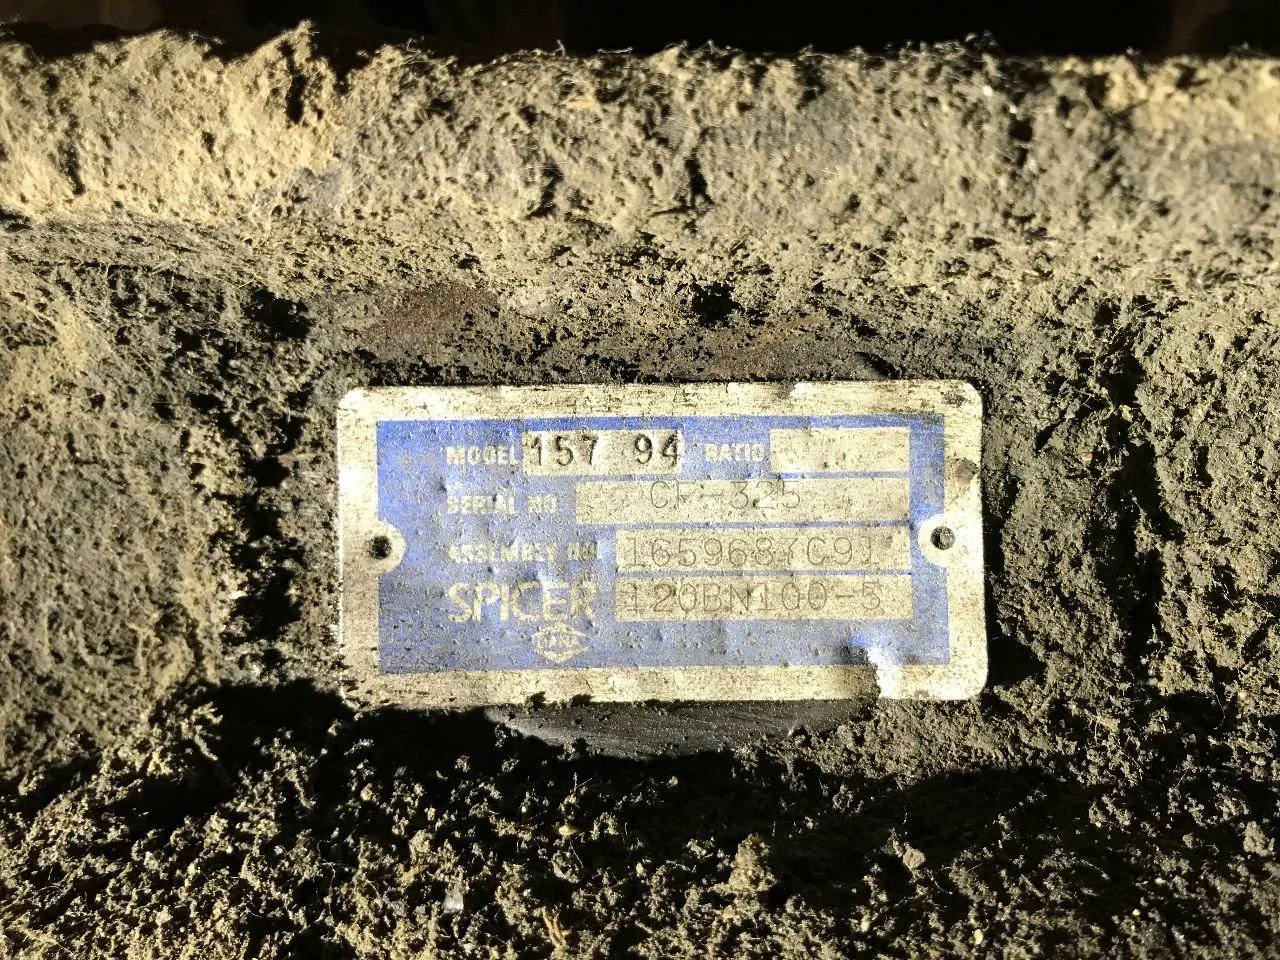 MODEL 157 94 RATIO
SERIAL NO CF-325
ASSEMBLY NO 1659687C91
SPICER 120BN100-5